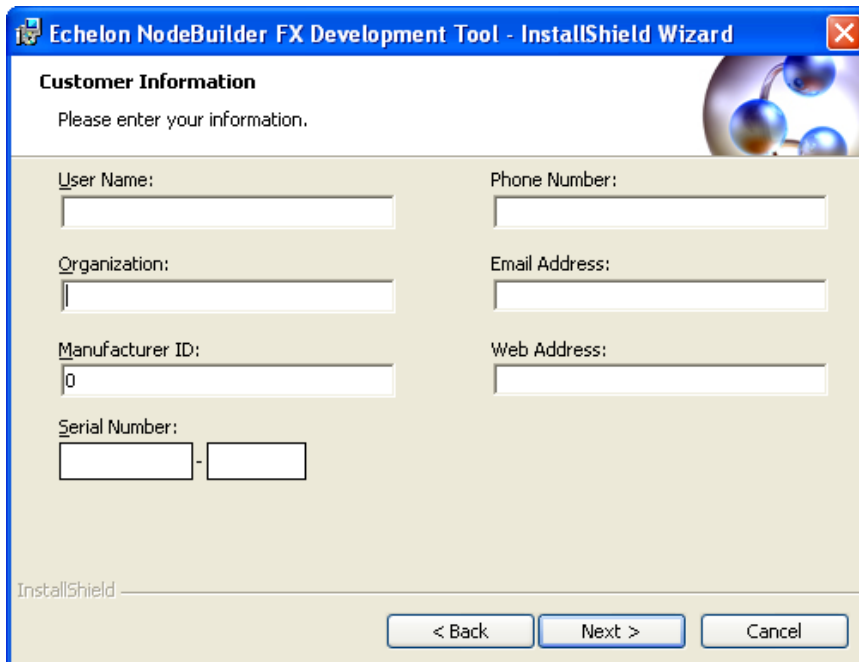 Echelon NodeBuilder FX Development Tool - InstallShield Wizard
Customer Information
Please enter your information.
User Name:
Phone Number:
Organization:
Email Address:
Manufacturer ID:
0
Web Address:
Serial Number:
-
InstallShield
< Back
Next >
Cancel